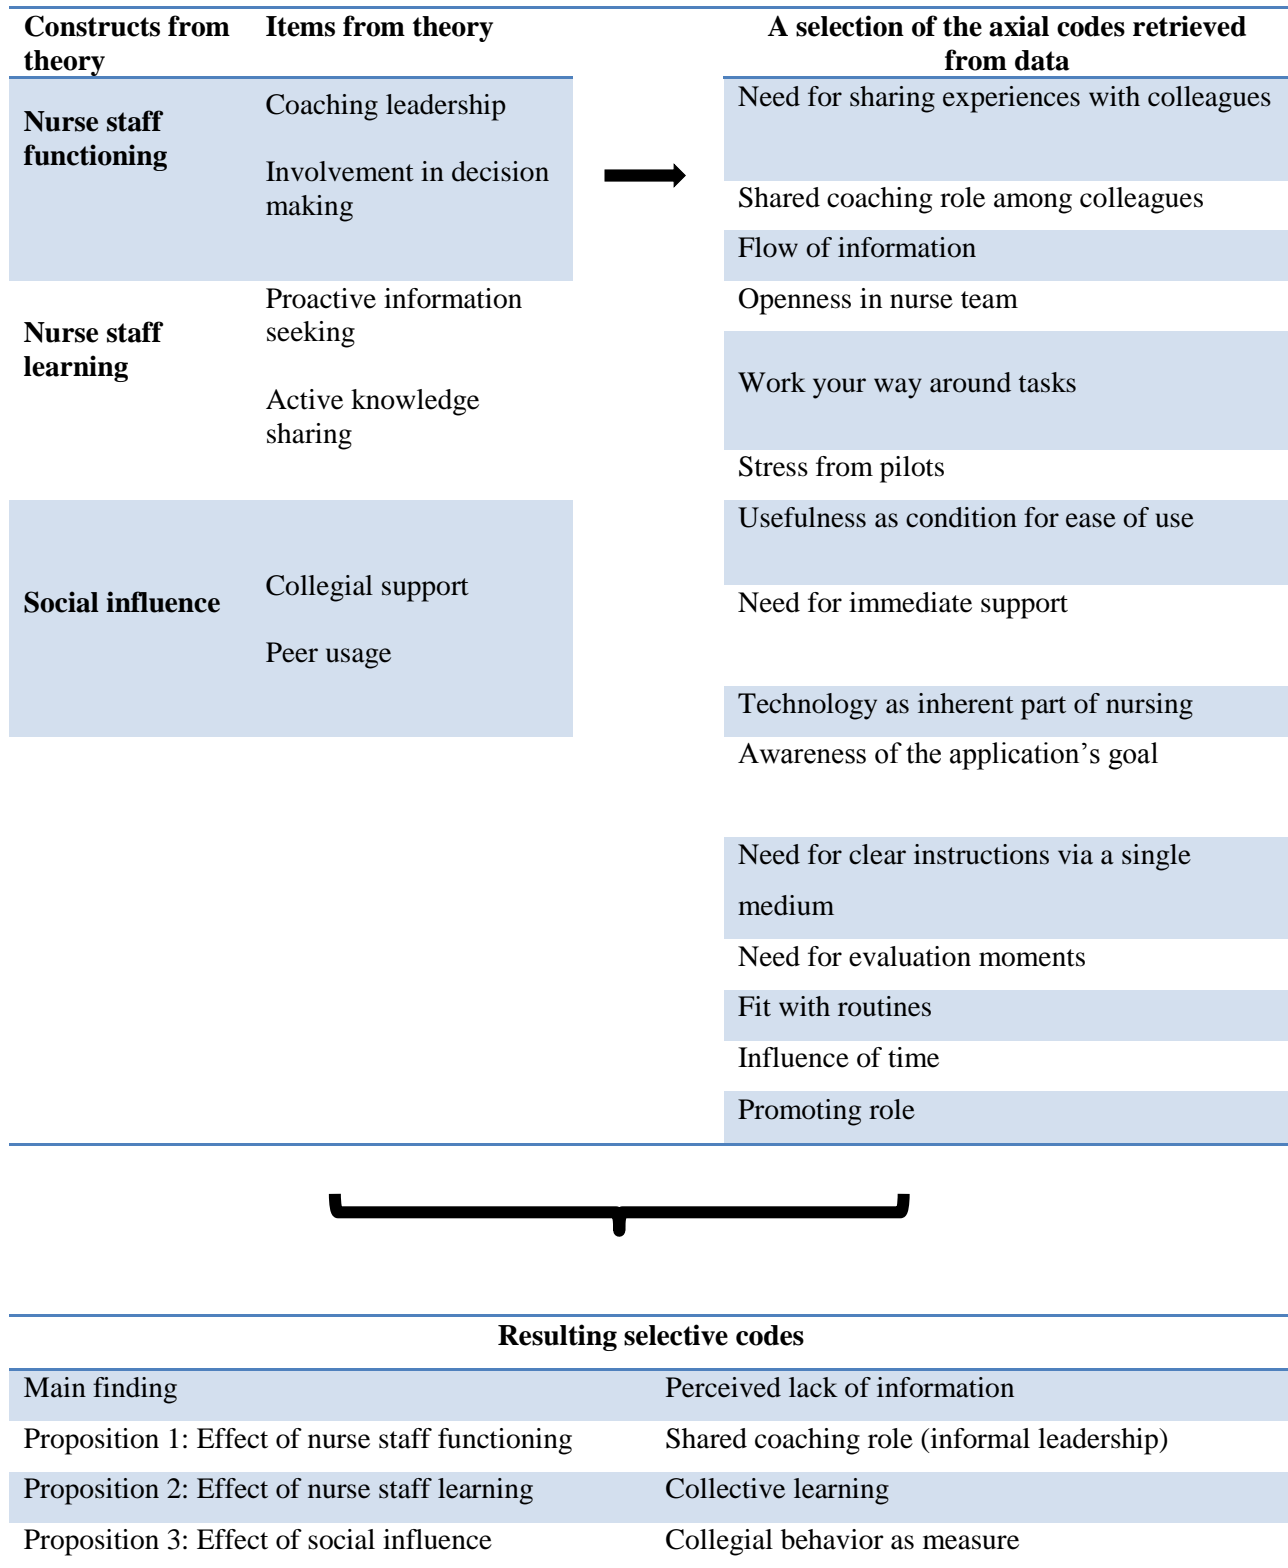 Constructs from theory
Items from theory
A selection of the axial codes retrieved
from data
Nurse staff
functioning
Coaching leadership
Involvement in decision
making
Nurse staff
learning
Proactive information
seeking
Active knowledge
sharing
Social influence
Collegial support
Peer usage
Need for sharing experiences with colleagues
Shared coaching role among colleagues
Flow of information
Openness in nurse team
Work your way around tasks
Stress from pilots
Usefulness as condition for ease of use
Need for immediate support
Technology as inherent part of nursing
Awareness of the application’s goal
Need for clear instructions via a single
medium
Need for evaluation moments
Fit with routines
Influence of time
Promoting role
Resulting selective codes
Main finding Perceived lack of information
Proposition 1: Effect of nurse staff functioning Shared coaching role (informal leadership)
Proposition 2: Effect of nurse staff learning Collective learning
Proposition 3: Effect of social influence Collegial behavior as measure